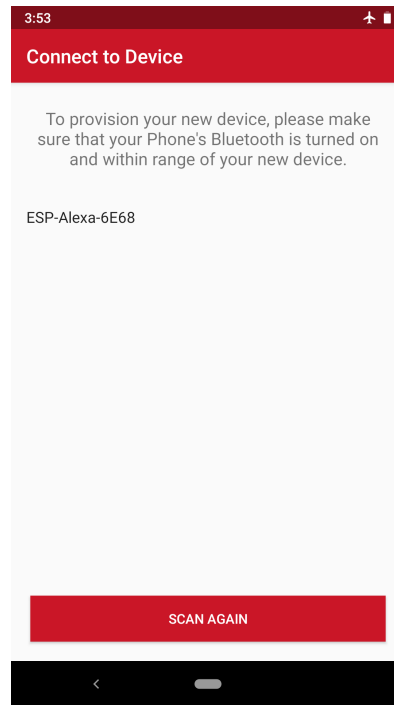 3:53
Connect to Device
To provision your new device, please make
sure that your Phone's Bluetooth is turned on
and within range of your new device.
ESP-Alexa-6E68
SCAN AGAIN